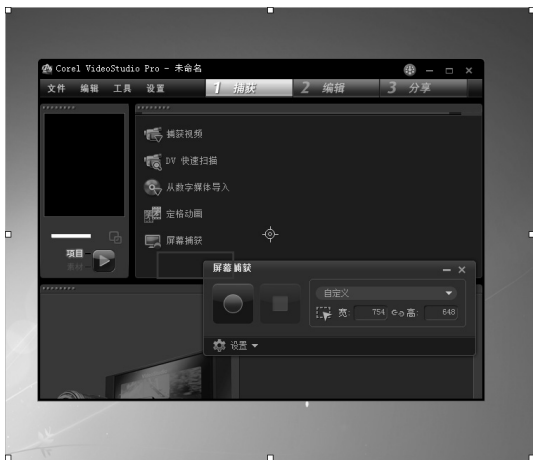 Corel VideoStudio Pro - 未命名
文件 编辑 工具 设置 1 捕获 2 编辑 3 分享
捕获视频
DV 快速扫描
从数字媒体导入
定格动画
屏幕捕获
项目
素材
屏幕捕获
自定义
宽: 754 高: 648
设置